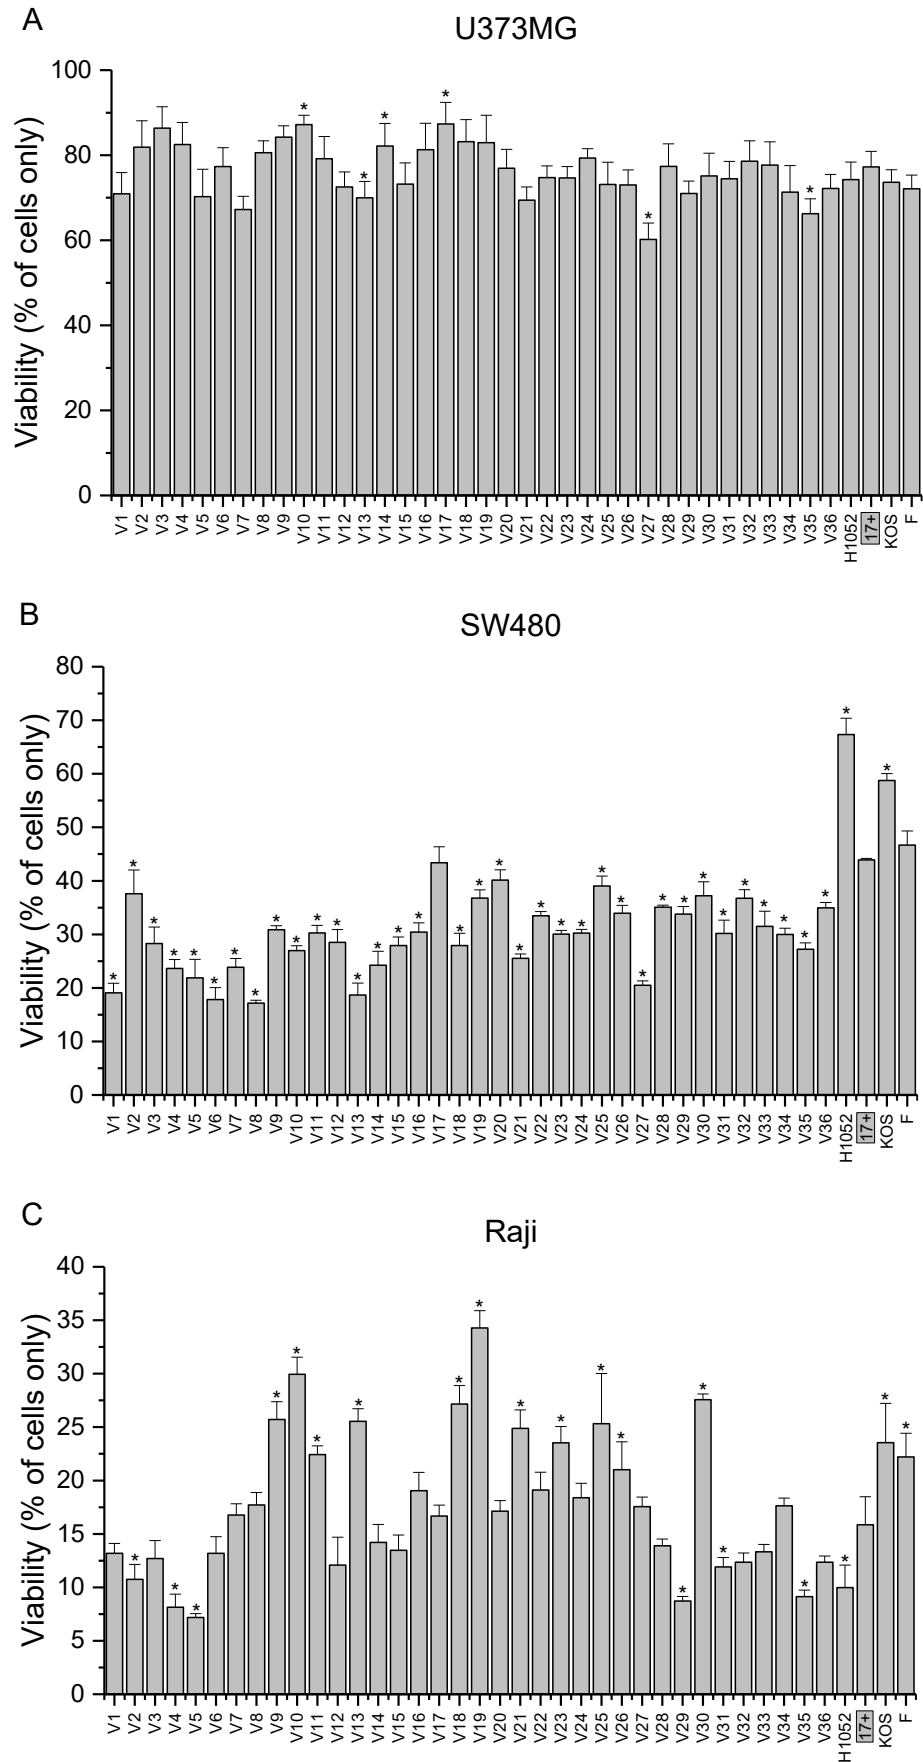 A
U373MG
Viability (% of cells only)
100
80
60
40
20
0
* * * * * *
V1 V2 V3 V4 V5 V6 V7 V8 V9 V10 V11 V12 V13 V14 V15 V16 V17 V18 V19 V20 V21 V22 V23 V24 V25 V26 V27 V28 V29 V30 V31 V32 V33 V34 V35 V36 H1052 17+ KOS F
B
SW480
Viability (% of cells only)
80
70
60
50
40
30
20
10
0
* * * * * * * * * * * * * * * * * * * * * * * * * * * * * * * * * * * * *
V1 V2 V3 V4 V5 V6 V7 V8 V9 V10 V11 V12 V13 V14 V15 V16 V17 V18 V19 V20 V21 V22 V23 V24 V25 V26 V27 V28 V29 V30 V31 V32 V33 V34 V35 V36 H1052 17+ KOS F
C
Raji
Viability (% of cells only)
40
35
30
25
20
15
10
5
0
* * * * * * * * * * * * * * * * * * * *
V1 V2 V3 V4 V5 V6 V7 V8 V9 V10 V11 V12 V13 V14 V15 V16 V17 V18 V19 V20 V21 V22 V23 V24 V25 V26 V27 V28 V29 V30 V31 V32 V33 V34 V35 V36 H1052 17+ KOS F